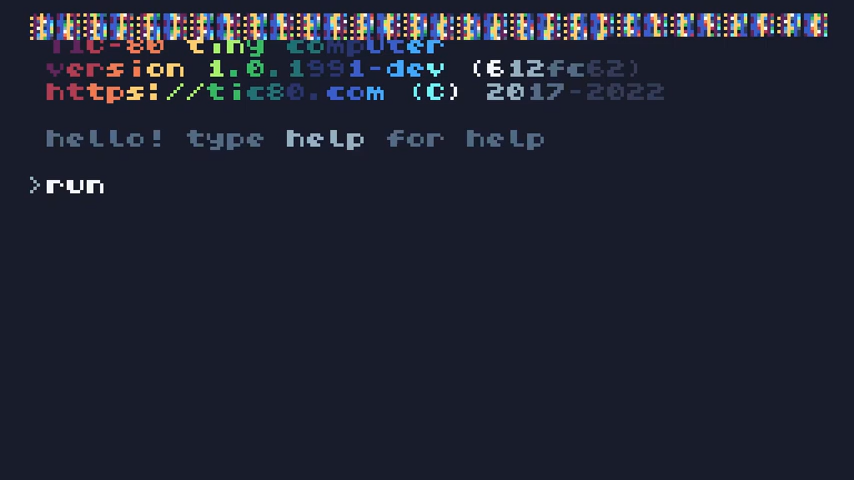 TIC-80 tiny computer
version 1.0.1991-dev (612fc62)
https://tic80.com (C) 2017-2022
hello! type help for help
>run